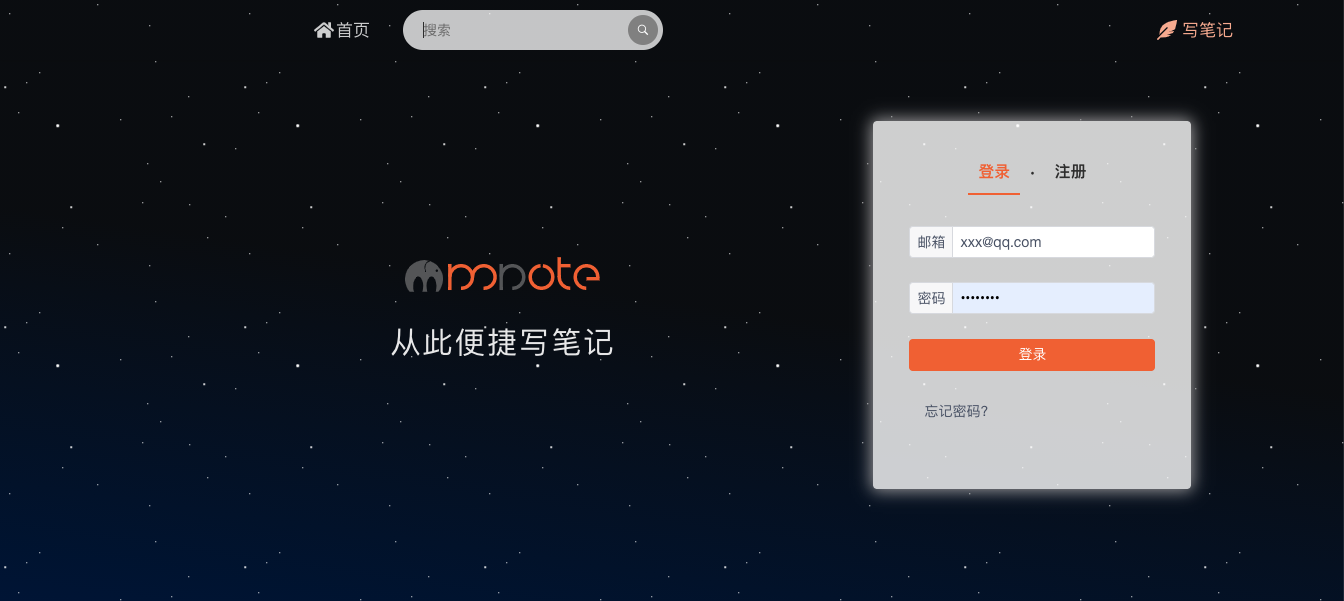 首页
搜索
写笔记
登录 · 注册
邮箱 xxx@qq.com
密码 ••••••••
登录
忘记密码?
mnote
从此便捷写笔记